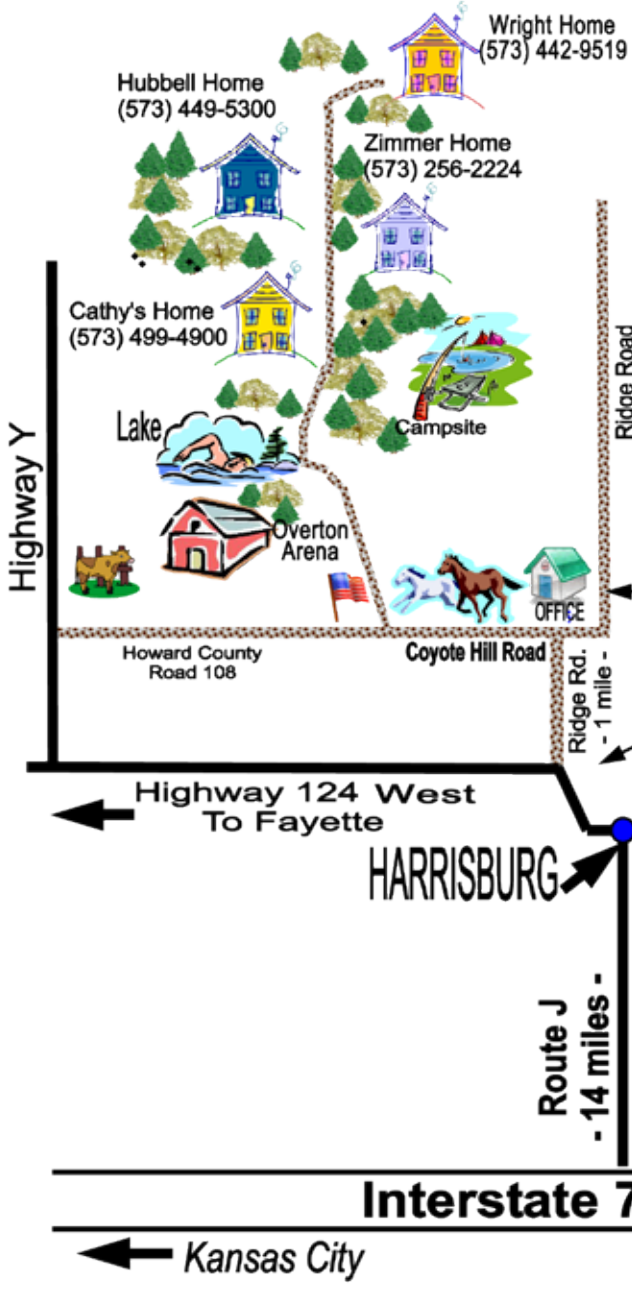 Wright Home
(573) 442-9519
Hubbell Home
(573) 449-5300
Zimmer Home
(573) 256-2224
Cathy's Home
(573) 499-4900
Ridge Road
Highway Y
Lake
Campsite
Overton
Arena
OFFICE
Howard County
Road 108
Coyote Hill Road
Ridge Rd.
- 1 mile -
Highway 124 West
To Fayette
HARRISBURG
Route J
- 14 miles -
Interstate 7
Kansas City